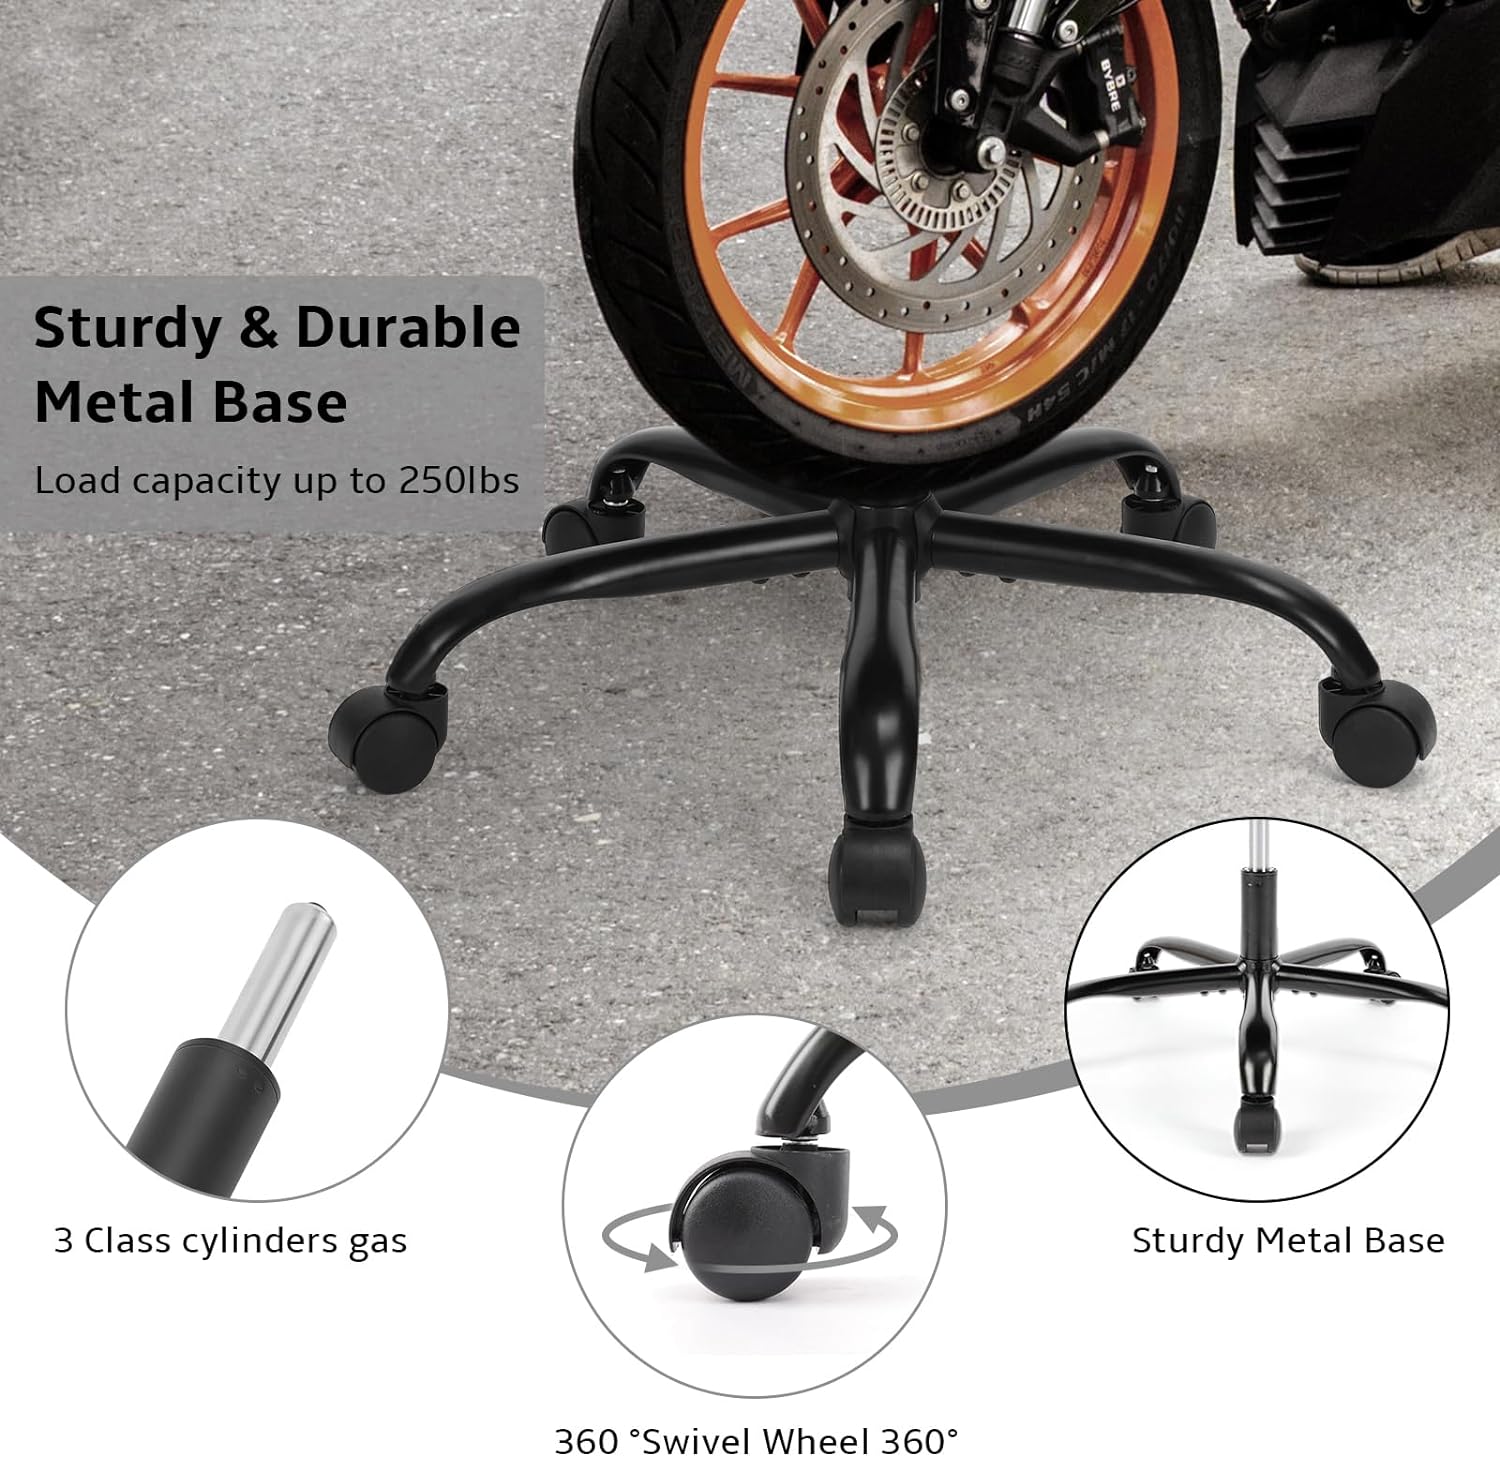 BYBRE
Sturdy & Durable
Metal Base
Load capacity up to 250lbs
M/C 54H
3 Class cylinders gas
Sturdy Metal Base
360 °Swivel Wheel 360°